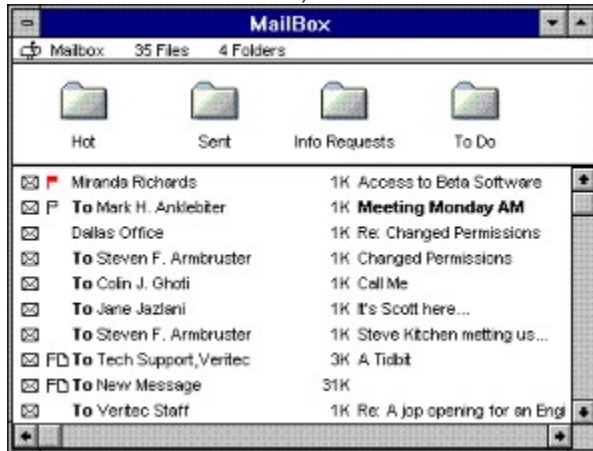 MailBox
Mailbox 35 Files 4 Folders
Hot Sent Info Requests To Do
Miranda Richards 1K Access to Beta Software
To Mark H. Anklebiter 1K Meeting Monday AM
Dallas Office 1K Re: Changed Permissions
To Steven F. Armbruster 1K Changed Permissions
To Colin J. Ghoti 1K Call Me
To Jane Jazlani 1K It's Scott here...
To Steven F. Armbruster 1K Steve Kitchen metting us...
To Tech Support,Veritec 3K A Tidbit
To New Message 31K
To Veritec Staff 1K Re: A jop opening for an Engi